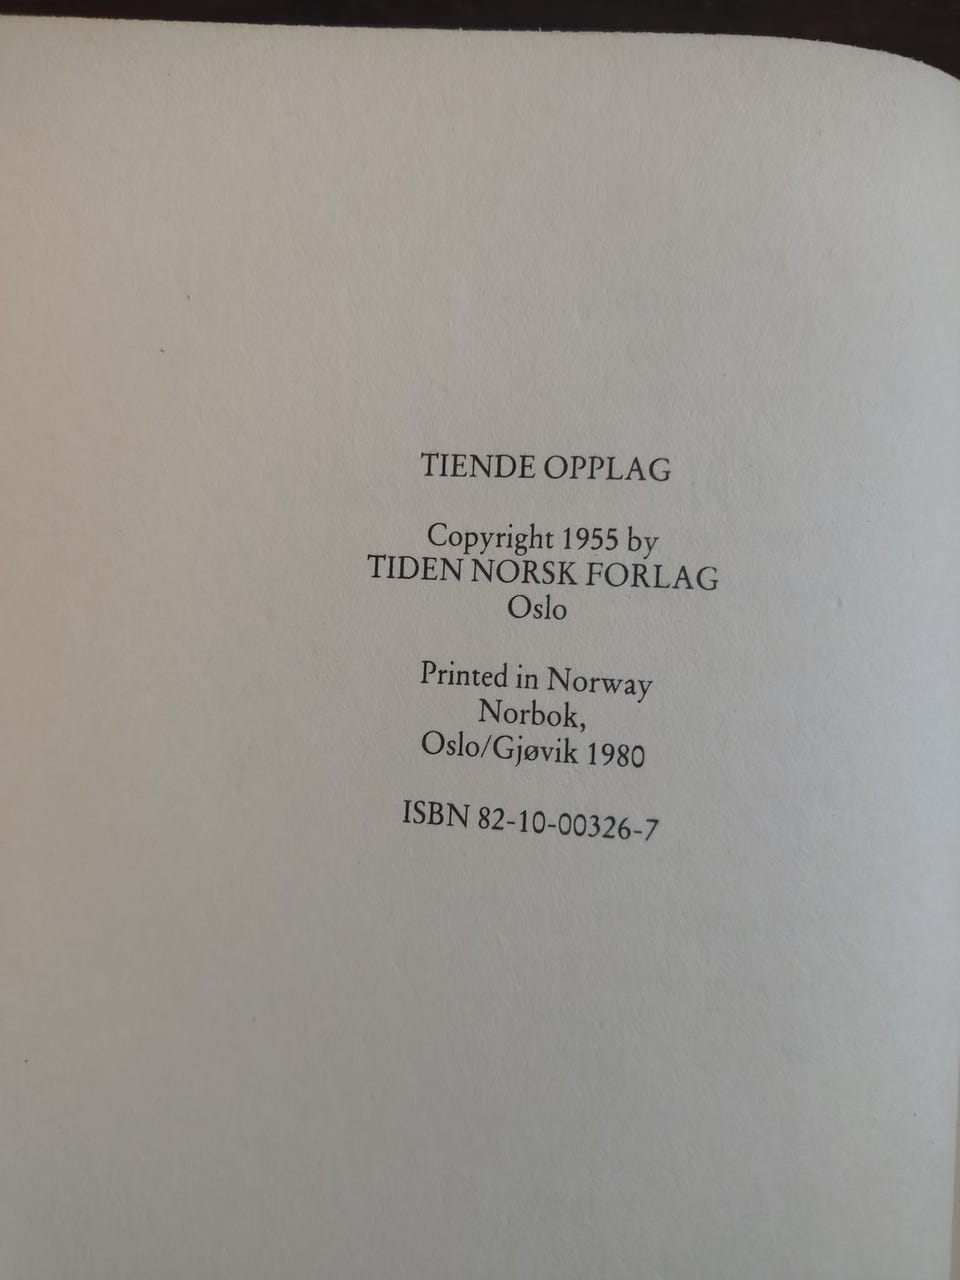 TIENDE OPPLAG
Copyright 1955 by
TIDEN NORSK FORLAG
Oslo
Printed in Norway
Norbok,
Oslo/Gjøvik 1980
ISBN 82-10-00326-7